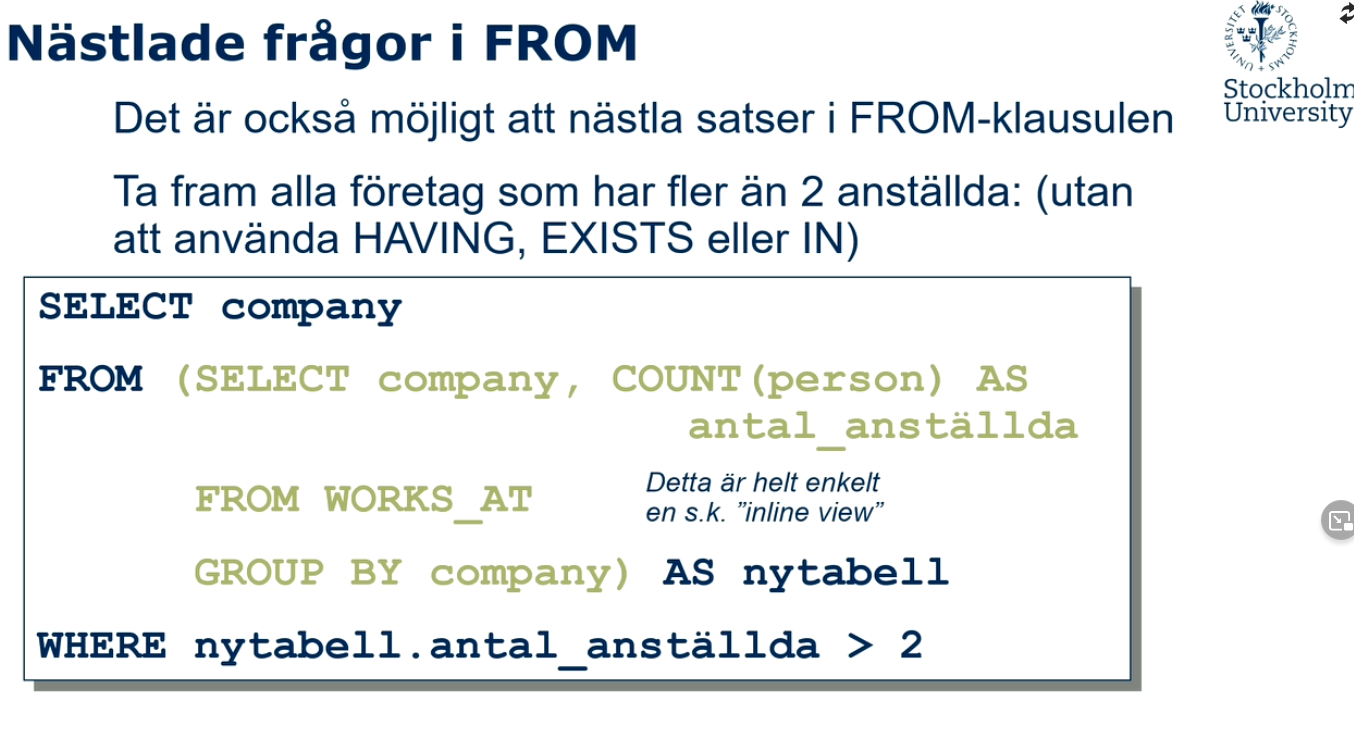 Nästlade frågor i FROM
Stockholm
University
Det är också möjligt att nästla satser i FROM-klausulen
Ta fram alla företag som har fler än 2 anställda: (utan
att använda HAVING, EXISTS eller IN)
SELECT company
FROM (SELECT company, COUNT(person) AS
antal_anställda
FROM WORKS_AT
Detta är helt enkelt
en s.k. ”inline view”
GROUP BY company) AS nytabell
WHERE nytabell.antal_anställda > 2